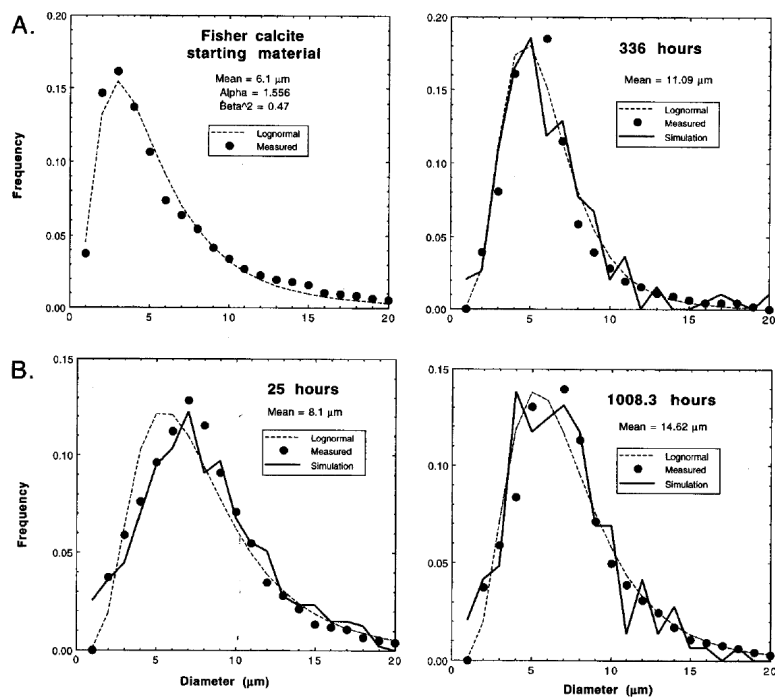 A.
Fisher calcite
starting material
Mean = 6.1 µm
Alpha = 1.556
Beta^2 = 0.47
Lognormal
Measured
Frequency
0.20
0.15
0.10
0.05
0.00
0 5 10 15 20
336 hours
Mean = 11.09 µm
Lognormal
Measured
Simulation
0.20
0.15
0.10
0.05
0.00
0 5 10 15 20
B.
25 hours
Mean = 8.1 µm
Lognormal
Measured
Simulation
Frequency
0.15
0.10
0.05
0.00
0 5 10 15 20
Diameter (µm)
1008.3 hours
Mean = 14.62 µm
Lognormal
Measured
Simulation
0.15
0.10
0.05
0.00
0 5 10 15 20
Diameter (µm)